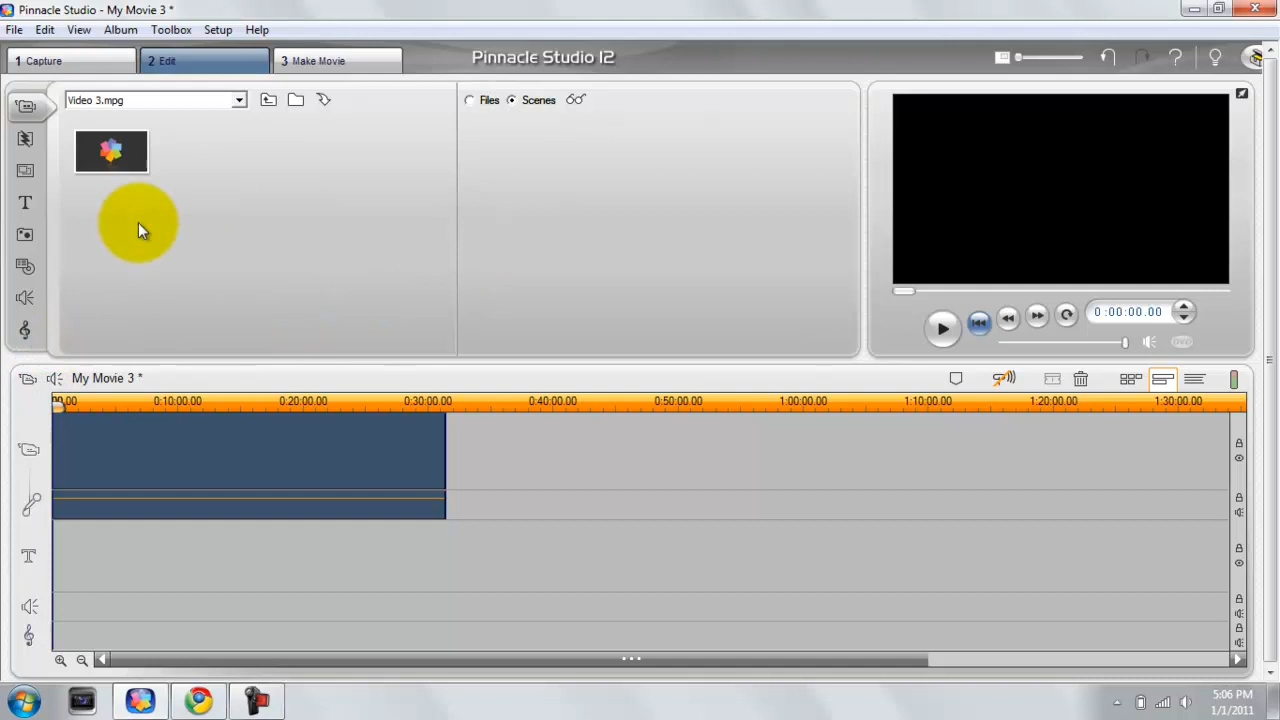 Pinnacle Studio - My Movie 3 *
File Edit View Album Toolbox Setup Help
1 Capture 2 Edit 3 Make Movie Pinnacle Studio 12
Video 3.mpg Files Scenes
0:00:00.00
My Movie 3 *
00.00 0:10:00.00 0:20:00.00 0:30:00.00 0:40:00.00 0:50:00.00 1:00:00.00 1:10:00.00 1:20:00.00 1:30:00.00
5:06 PM
1/1/2011